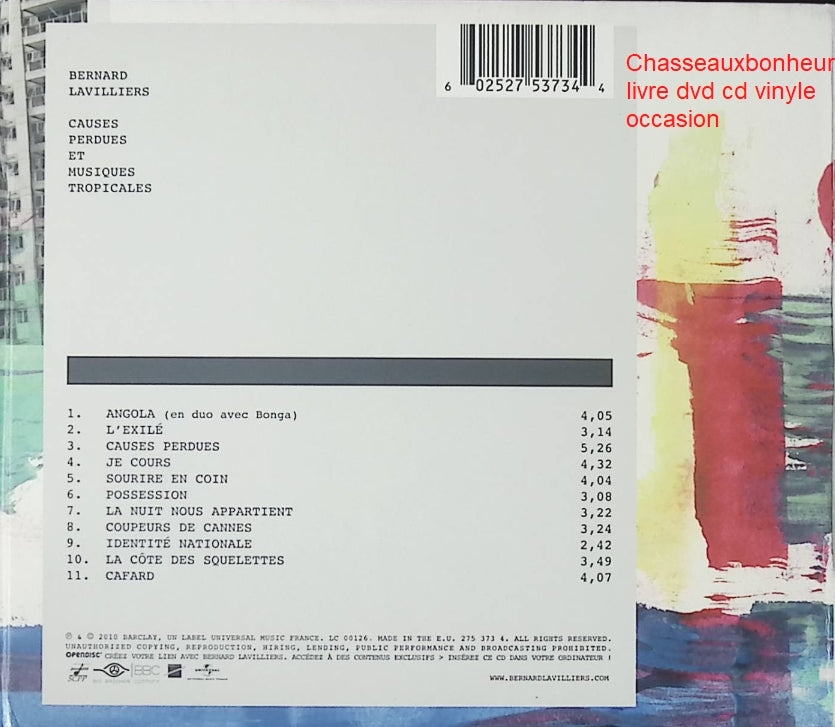 BERNARD
LAVILLIERS
CAUSES
PERDUES
ET
MUSIQUES
TROPICALES
6 02527 53734 4
Chasseauxbonheur
livre dvd cd vinyle
occasion
1. ANGOLA (en duo avec Bonga) 4,05
2. L'EXILÉ 3,14
3. CAUSES PERDUES 5,26
4. JE COURS 4,32
5. SOURIRE EN COIN 4,04
6. POSSESSION 3,08
7. LA NUIT NOUS APPARTIENT 3,22
8. COUPEURS DE CANNES 3,24
9. IDENTITÉ NATIONALE 2,42
10. LA CÔTE DES SQUELETTES 3,49
11. CAFARD 4,07
℗ & © 2010 BARCLAY, UN LABEL UNIVERSAL MUSIC FRANCE. LC 00126. MADE IN THE E.U. 275 373 4. ALL RIGHTS RESERVED.
UNAUTHORIZED COPYING, REPRODUCTION, HIRING, LENDING, PUBLIC PERFORMANCE AND BROADCASTING PROHIBITED.
OPENDISC CRÉEZ VOTRE LIEN AVEC BERNARD LAVILLIERS. ACCÉDEZ À DES CONTENUS EXCLUSIFS > INSÉREZ CE CD DANS VOTRE ORDINATEUR !
SCPP BIG BROTHER COMPANY BBC UNIVERSAL
WWW.BERNARDLAVILLIERS.COM